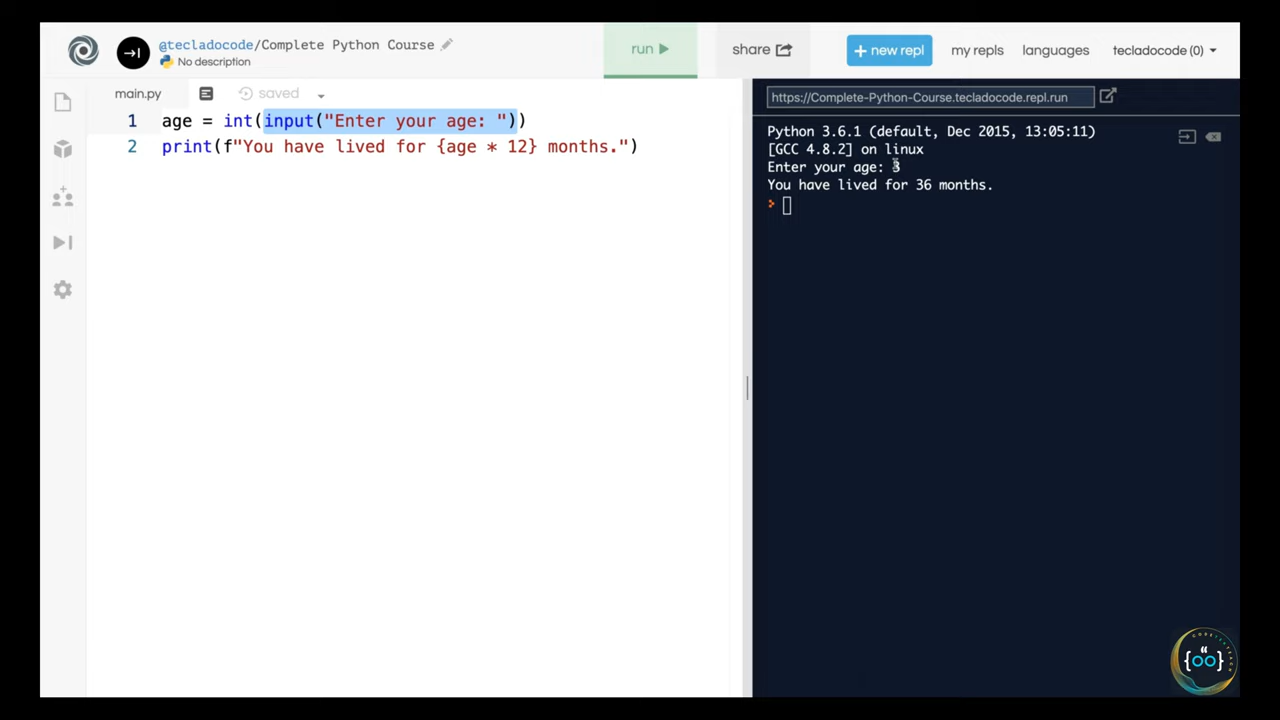 @tecladocode/Complete Python Course
No description
run
share
+ new repl
my repls
languages
tecladocode (0)
main.py
saved
https://Complete-Python-Course.tecladocode.repl.run
1 age = int(input("Enter your age: "))
2 print(f"You have lived for {age * 12} months.")
Python 3.6.1 (default, Dec 2015, 13:05:11)
[GCC 4.8.2] on linux
Enter your age: 3
You have lived for 36 months.